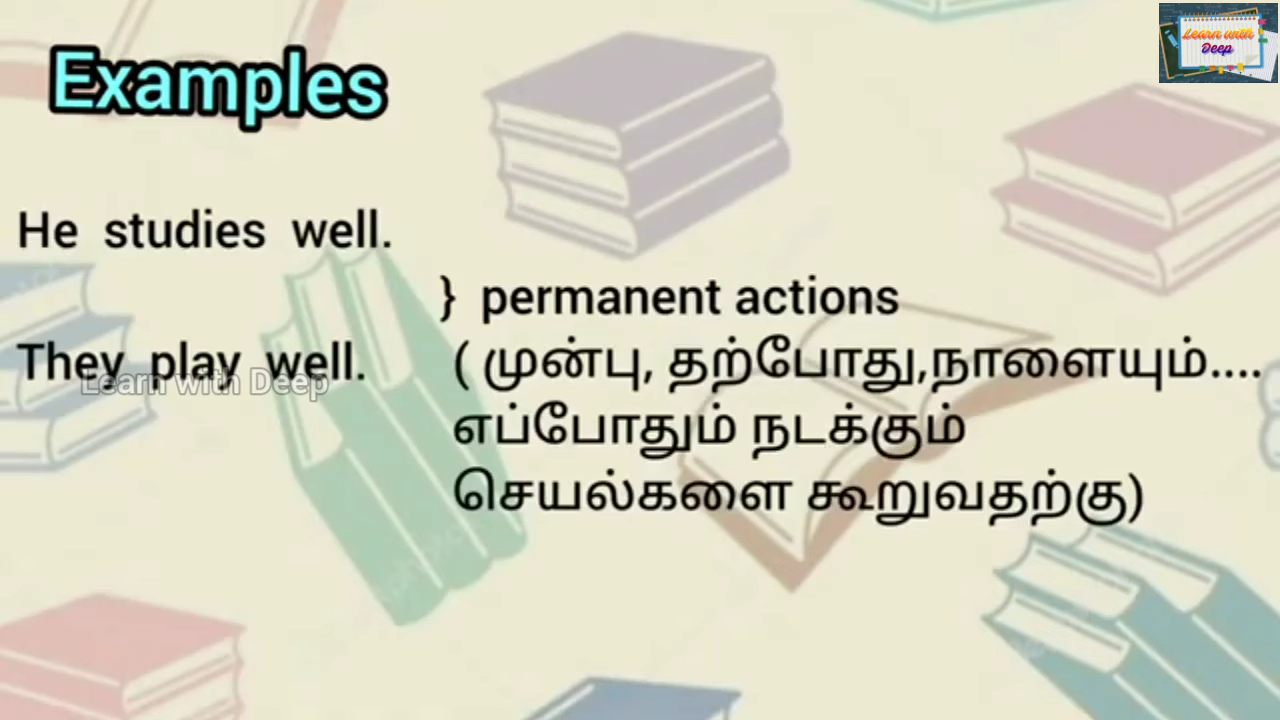 Learn with
Deep
Examples
He studies well.
} permanent actions
They play well. ( முன்பு, தற்போது,நாளையும்....
Learn with Deep
எப்போதும் நடக்கும்
செயல்களை கூறுவதற்கு)